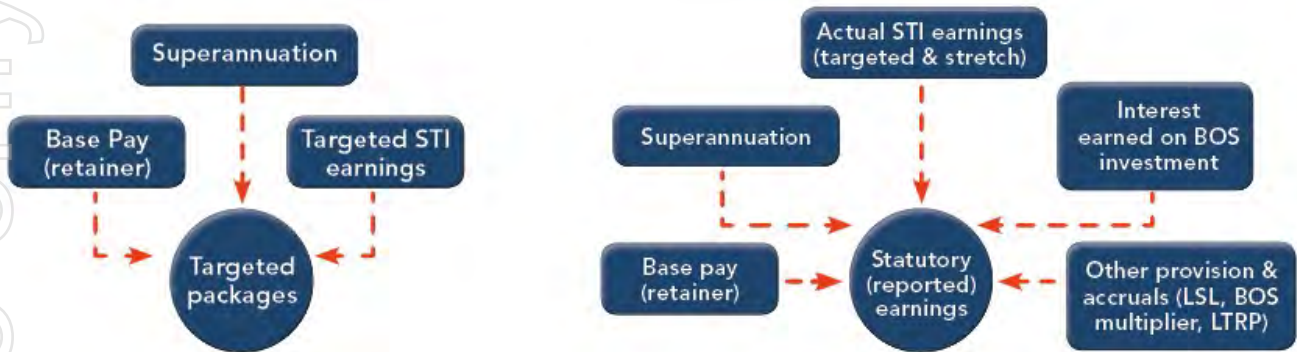 Superannuation
Base Pay
(retainer)
Targeted STI
earnings
Targeted
packages
Actual STI earnings
(targeted & stretch)
Superannuation
Interest
earned on BOS
investment
Base pay
(retainer)
Statutory
(reported)
earnings
Other provision &
accruals (LSL, BOS
multiplier, LTRP)